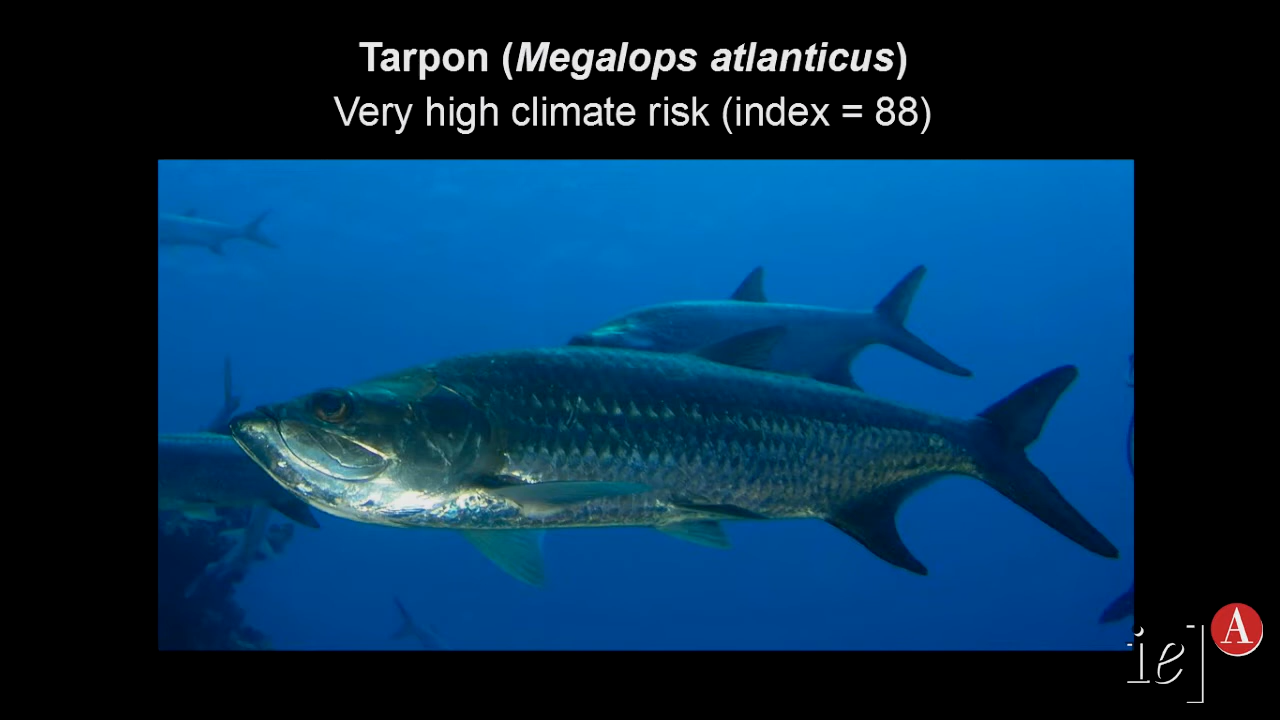 Tarpon (Megalops atlanticus)
Very high climate risk (index = 88)
ie]
A